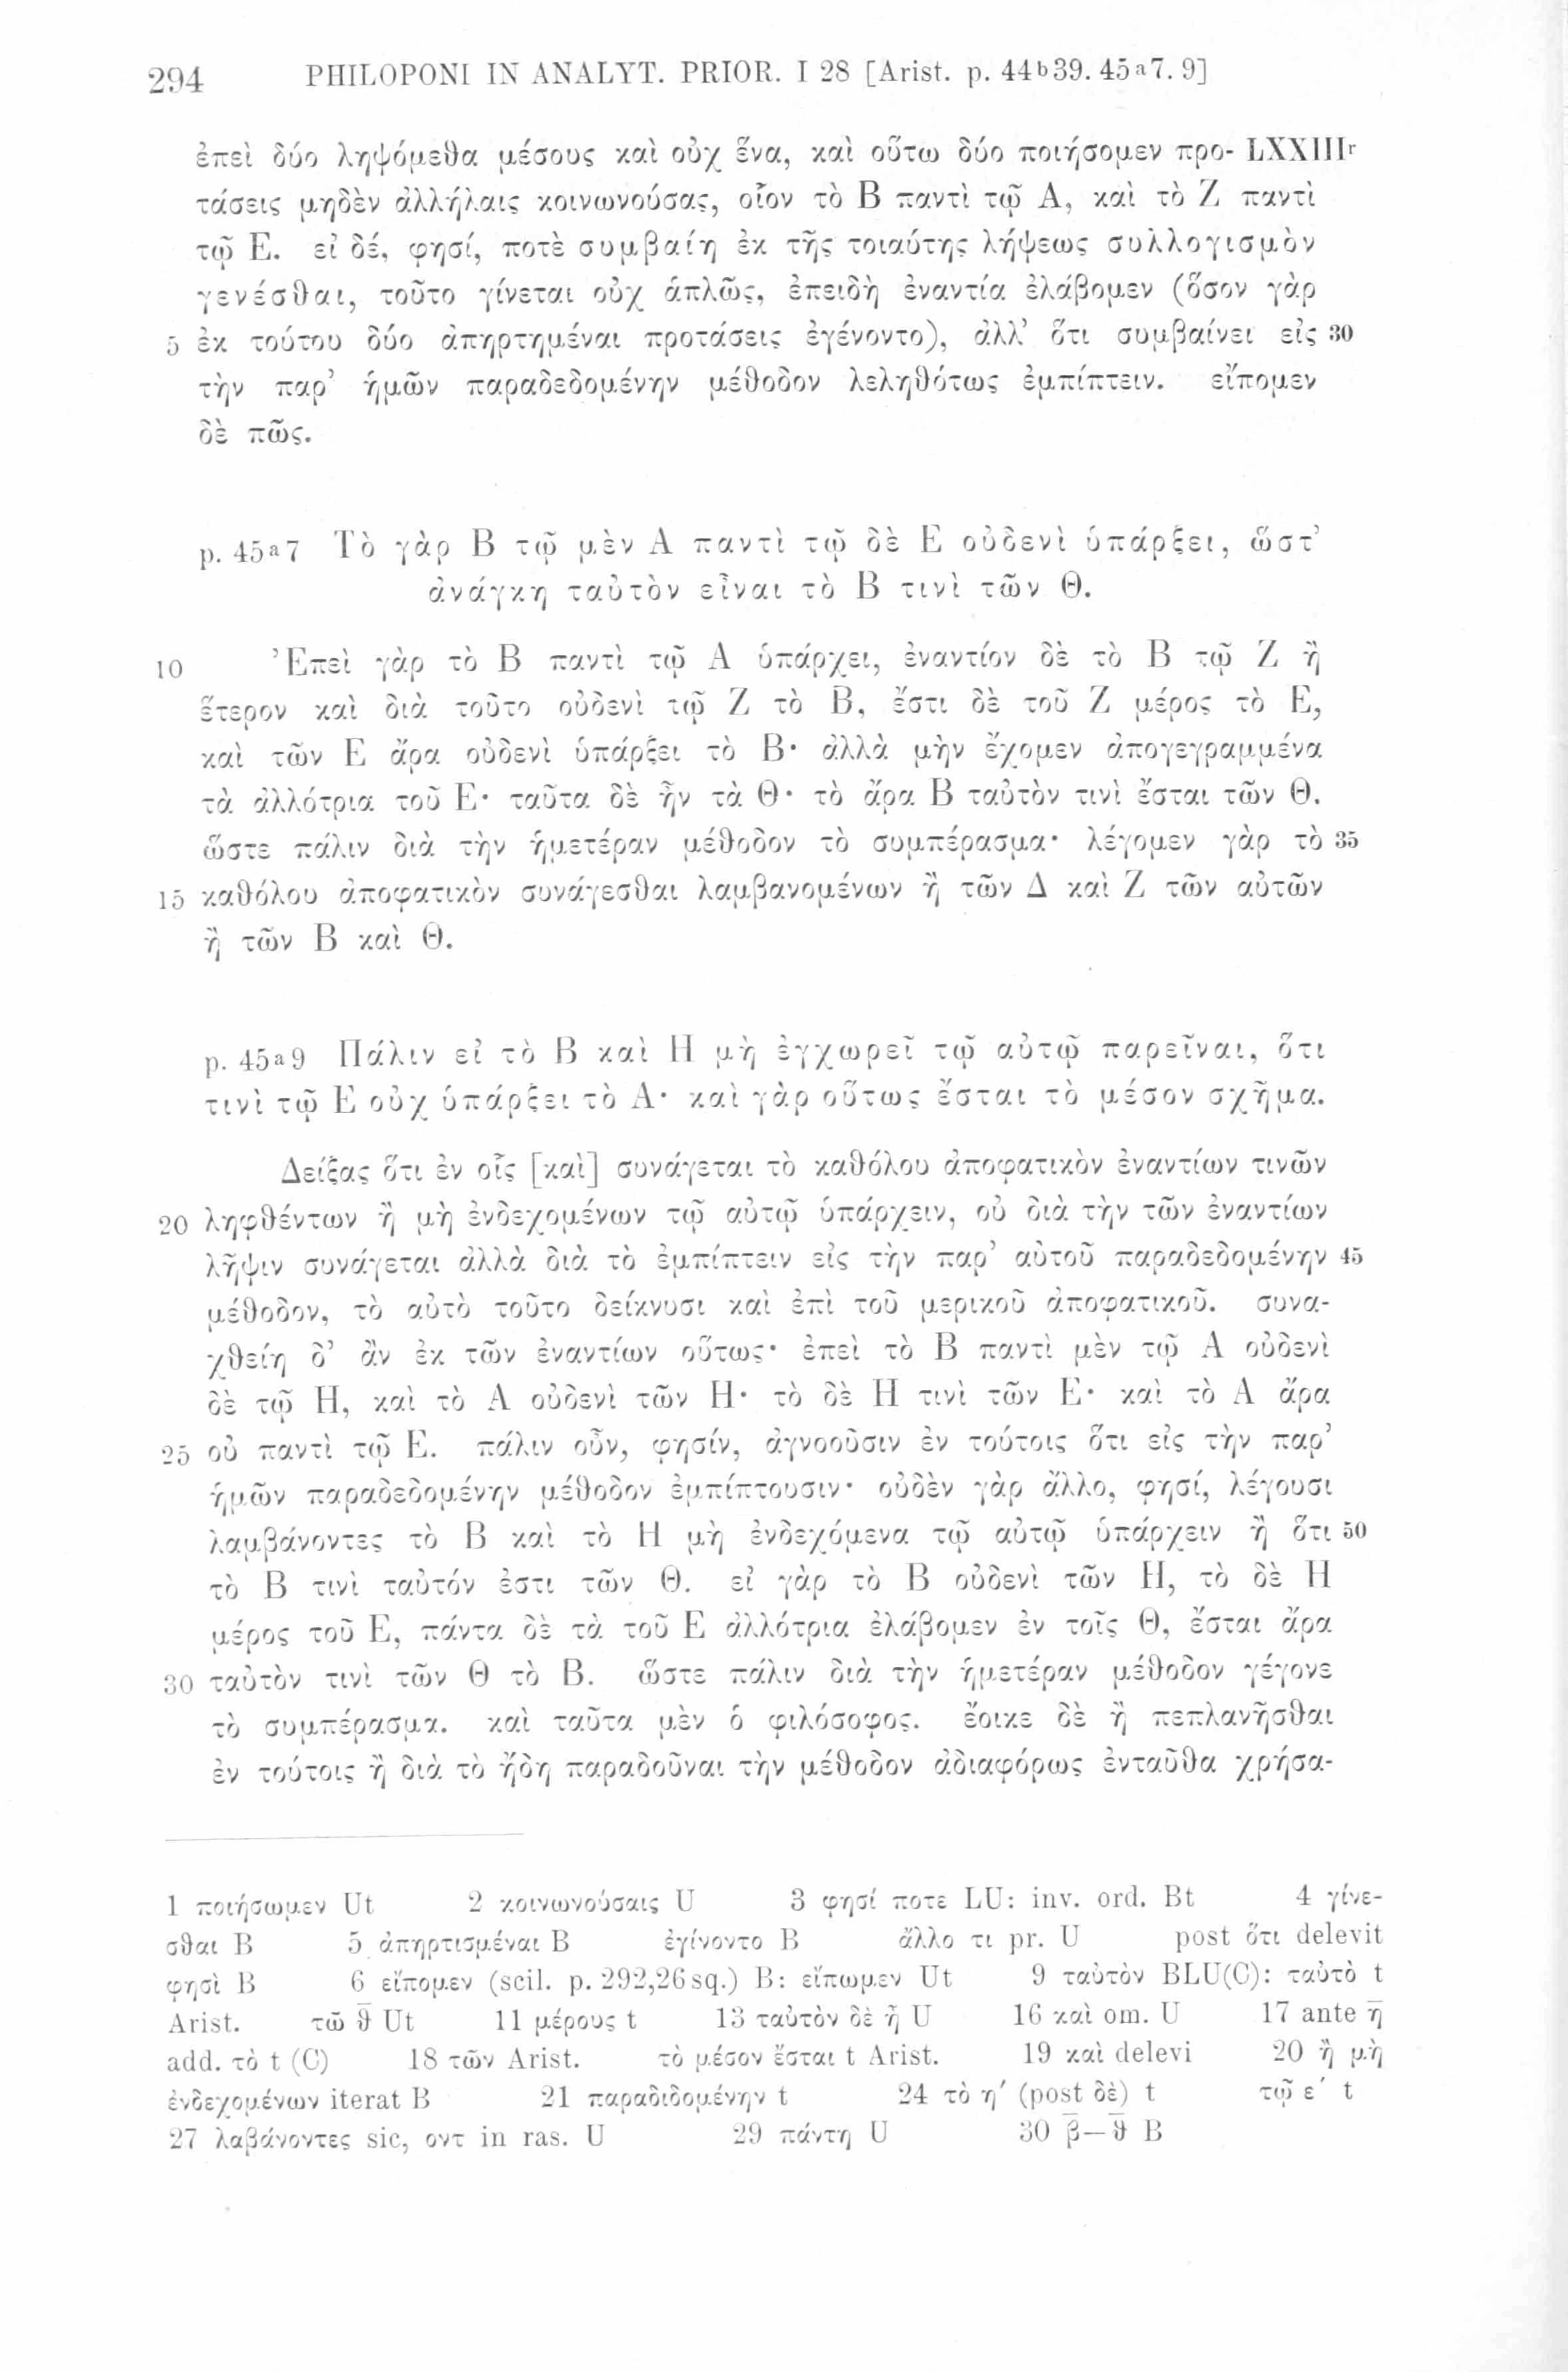 294 PHILOPONI IN ANALYT. PRIOR. I 28 [Arist. p. 44b39. 45a7. 9]
ἐπεὶ δύο ληψόμεθα μέσους καὶ οὐχ ἕνα, καὶ οὕτω δύο ποιήσομεν προ- LXXIIIr
τάσεις μηδὲν ἀλλήλαις κοινωνούσας, οἷον τὸ Β παντὶ τῷ Α, καὶ τὸ Ζ παντὶ
τῷ Ε. εἰ δέ, φησί, ποτὲ συμβαίη ἐκ τῆς τοιαύτης λήψεως συλλογισμὸν
γενέσθαι, τοῦτο γίνεται οὐχ ἁπλῶς, ἐπειδὴ ἐναντία ἐλάβομεν (ὅσον γὰρ
5 ἐκ τούτου δύο ἀπηρτημέναι προτάσεις ἐγένοντο), ἀλλ’ ὅτι συμβαίνει εἰς 30
τὴν παρ’ ἡμῶν παραδεδομένην μέθοδον λεληθότως ἐμπίπτειν. εἴπομεν
δὲ πῶς.
p. 45a7 Τὸ γὰρ Β τῷ μὲν Α παντὶ τῷ δὲ Ε οὐδενὶ ὑπάρξει, ὥστ’
ἀνάγκη ταὐτὸν εἶναι τὸ Β τινὶ τῶν Θ.
10 Ἐπεὶ γὰρ τὸ Β παντὶ τῷ Α ὑπάρχει, ἐναντίον δὲ τὸ Β τῷ Ζ ἢ
ἕτερον καὶ διὰ τοῦτο οὐδενὶ τῷ Ζ τὸ Β, ἔστι δὲ τοῦ Ζ μέρος τὸ Ε,
καὶ τῶν Ε ἄρα οὐδενὶ ὑπάρξει τὸ Β· ἀλλὰ μὴν ἔχομεν ἀπογεγραμμένα
τὰ ἀλλότρια τοῦ Ε· ταῦτα δὲ ἦν τὰ Θ· τὸ ἄρα Β ταὐτὸν τινὶ ἔσται τῶν Θ.
ὥστε πάλιν διὰ τὴν ἡμετέραν μέθοδον τὸ συμπέρασμα· λέγομεν γὰρ τὸ 35
15 καθόλου ἀποφατικὸν συνάγεσθαι λαμβανομένων ἢ τῶν Δ καὶ Ζ τῶν αὐτῶν
ἢ τῶν Β καὶ Θ.
p. 45a9 Πάλιν εἰ τὸ Β καὶ Η μὴ ἐγχωρεῖ τῷ αὐτῷ παρεῖναι, ὅτι
τινὶ τῷ Ε οὐχ ὑπάρξει τὸ Α· καὶ γὰρ οὕτως ἔσται τὸ μέσον σχῆμα.
Δείξας ὅτι ἐν οἷς [καὶ] συνάγεται τὸ καθόλου ἀποφατικὸν ἐναντίων τινῶν
20 ληφθέντων ἢ μὴ ἐνδεχομένων τῷ αὐτῷ ὑπάρχειν, οὐ διὰ τὴν τῶν ἐναντίων
λῆψιν συνάγεται ἀλλὰ διὰ τὸ ἐμπίπτειν εἰς τὴν παρ’ αὐτοῦ παραδεδομένην 45
μέθοδον, τὸ αὐτὸ τοῦτο δείκνυσι καὶ ἐπὶ τοῦ μερικοῦ ἀποφατικοῦ. συνα-
χθείη δ’ ἂν ἐκ τῶν ἐναντίων οὕτως· ἐπεὶ τὸ Β παντὶ μὲν τῷ Α οὐδενὶ
δὲ τῷ Η, καὶ τὸ Α οὐδενὶ τῶν Η· τὸ δὲ Η τινὶ τῶν Ε· καὶ τὸ Α ἄρα
25 οὐ παντὶ τῷ Ε. πάλιν οὖν, φησίν, ἀγνοοῦσιν ἐν τούτοις ὅτι εἰς τὴν παρ’
ἡμῶν παραδεδομένην μέθοδον ἐμπίπτουσιν· οὐδὲν γὰρ ἄλλο, φησί, λέγουσι
λαμβάνοντες τὸ Β καὶ τὸ Η μὴ ἐνδεχόμενα τῷ αὐτῷ ὑπάρχειν ἢ ὅτι 50
τὸ Β τινὶ ταὐτόν ἐστι τῶν Θ. εἰ γὰρ τὸ Β οὐδενὶ τῶν Η, τὸ δὲ Η
μέρος τοῦ Ε, πάντα δὲ τὰ τοῦ Ε ἀλλότρια ἐλάβομεν ἐν τοῖς Θ, ἔσται ἄρα
30 ταὐτὸν τινὶ τῶν Θ τὸ Β. ὥστε πάλιν διὰ τὴν ἡμετέραν μέθοδον γέγονε
τὸ συμπέρασμα. καὶ ταῦτα μὲν ὁ φιλόσοφος. ἔοικε δὲ ἢ πεπλανῆσθαι
ἐν τούτοις ἢ διὰ τὸ ἤδη παραδοῦναι τὴν μέθοδον ἀδιαφόρως ἐνταῦθα χρήσα-
1 ποιήσωμεν Ut 2 κοινωνούσαις U 3 φησί ποτε LU: inv. ord. Bt 4 γίνε-
σθαι B 5 ἀπηρτισμέναι B ἐγίνοντο B ἄλλο τι pr. U post ὅτι delevit
φησὶ B 6 εἴπομεν (scil. p. 292,26 sq.) B: εἴπωμεν Ut 9 ταὐτὸν BLU(C): ταὐτὸ t
Arist. τῶ θ̄ Ut 11 μέρους t 13 ταὐτὸν δὲ ἦ U 16 καὶ om. U 17 ante η̄
add. τὸ t (C) 18 τῶν Arist. τὸ μέσον ἔσται t Arist. 19 καὶ delevi 20 ἢ μὴ
ἐνδεχομένων iterat B 21 παραδιδομένην t 24 τὸ η′ (post δὲ) t τῷ ε′ t
27 λαβάνοντες sic, οντ in ras. U 29 πάντη U 30 β̄—θ̄ B